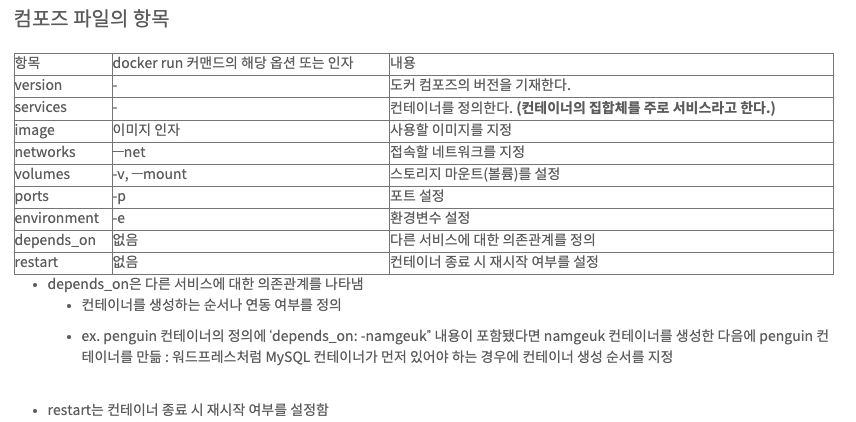 컴포즈 파일의 항목
항목 docker run 커맨드의 해당 옵션 또는 인자 내용
version - 도커 컴포즈의 버전을 기재한다.
services - 컨테이너를 정의한다. (컨테이너의 집합체를 주로 서비스라고 한다.)
image 이미지 인자 사용할 이미지를 지정
networks —net 접속할 네트워크를 지정
volumes -v, —mount 스토리지 마운트(볼륨)를 설정
ports -p 포트 설정
environment -e 환경변수 설정
depends_on 없음 다른 서비스에 대한 의존관계를 정의
restart 없음 컨테이너 종료 시 재시작 여부를 설정
• depends_on은 다른 서비스에 대한 의존관계를 나타냄
• 컨테이너를 생성하는 순서나 연동 여부를 정의
• ex. penguin 컨테이너의 정의에 ‘depends_on: -namgeuk” 내용이 포함됐다면 namgeuk 컨테이너를 생성한 다음에 penguin 컨
테이너를 만듦 : 워드프레스처럼 MySQL 컨테이너가 먼저 있어야 하는 경우에 컨테이너 생성 순서를 지정
• restart는 컨테이너 종료 시 재시작 여부를 설정함